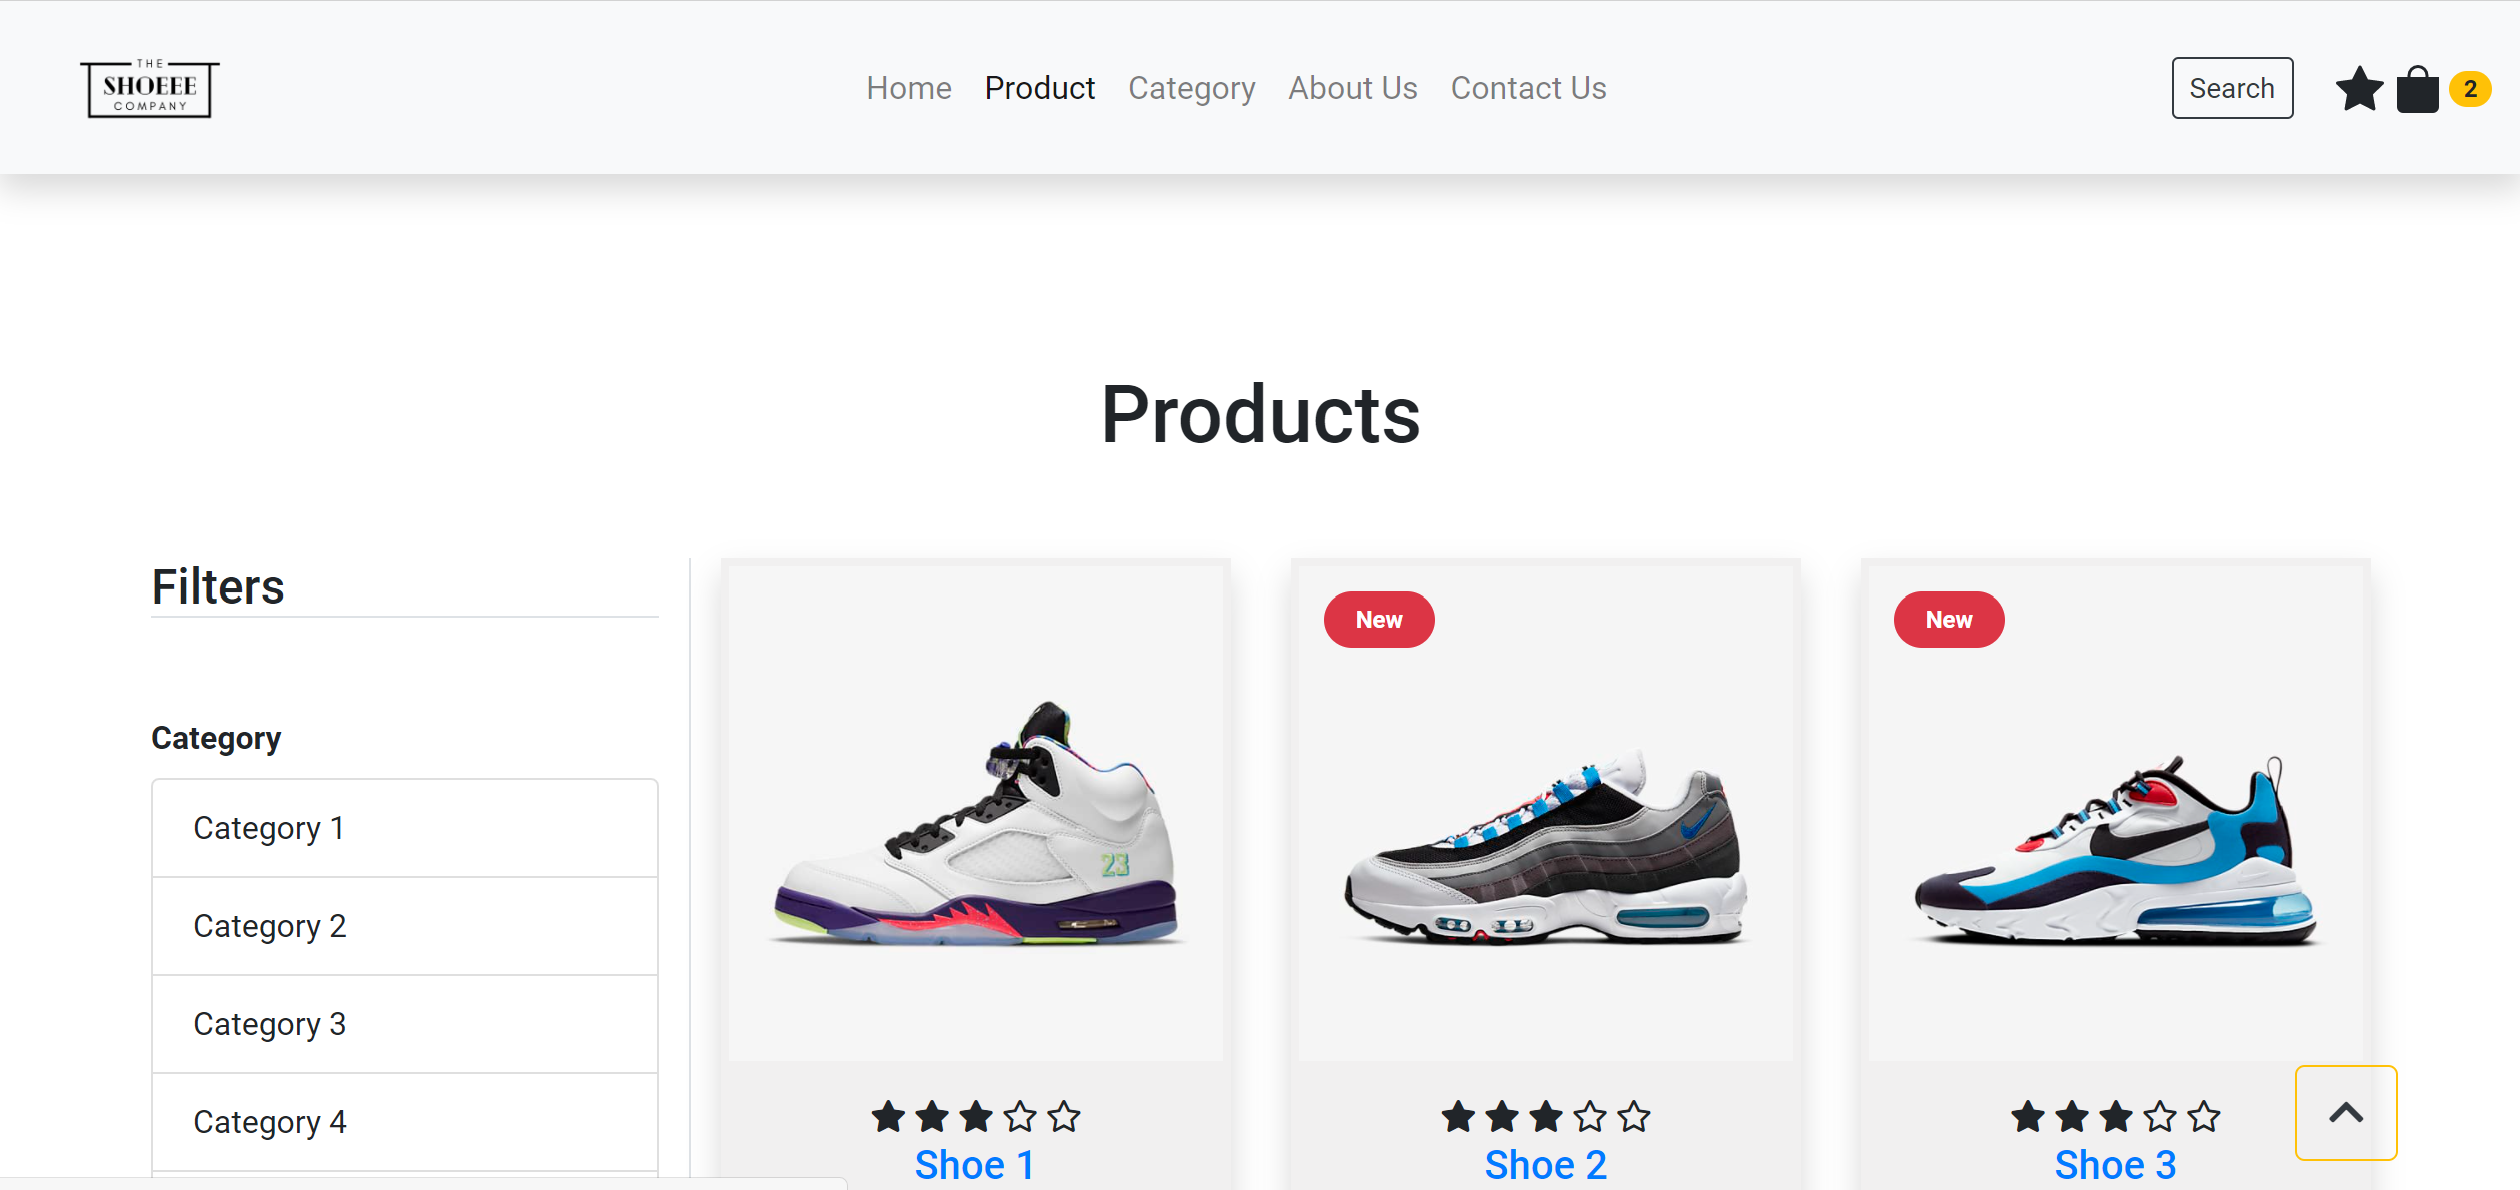 THE
SHOEEE
COMPANY
Home Product Category About Us Contact Us
Search
2
Products
Filters
Category
Category 1
Category 2
Category 3
Category 4
New
New
23
Shoe 1
Shoe 2
Shoe 3